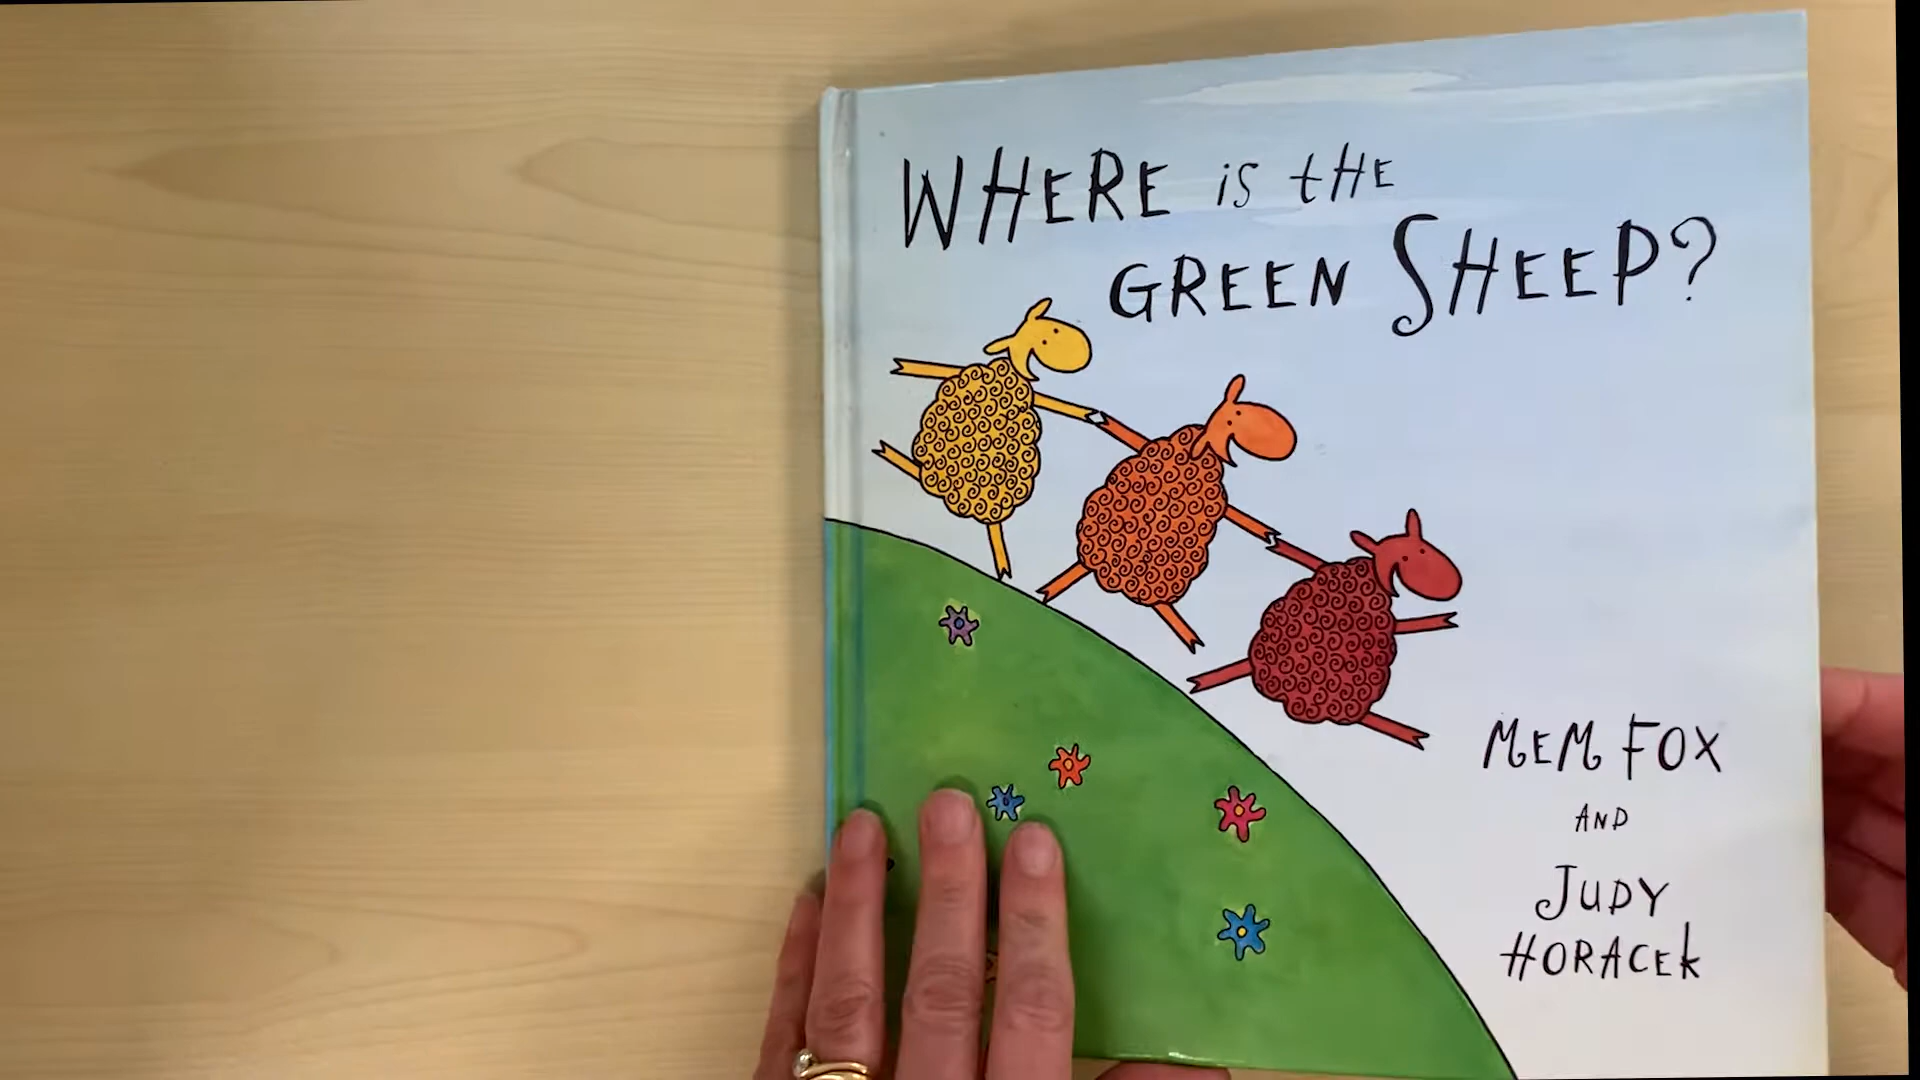 WHERE is tHE
GREEN SHEEP?
MEM FOX
AND
JUDY
HORACEK